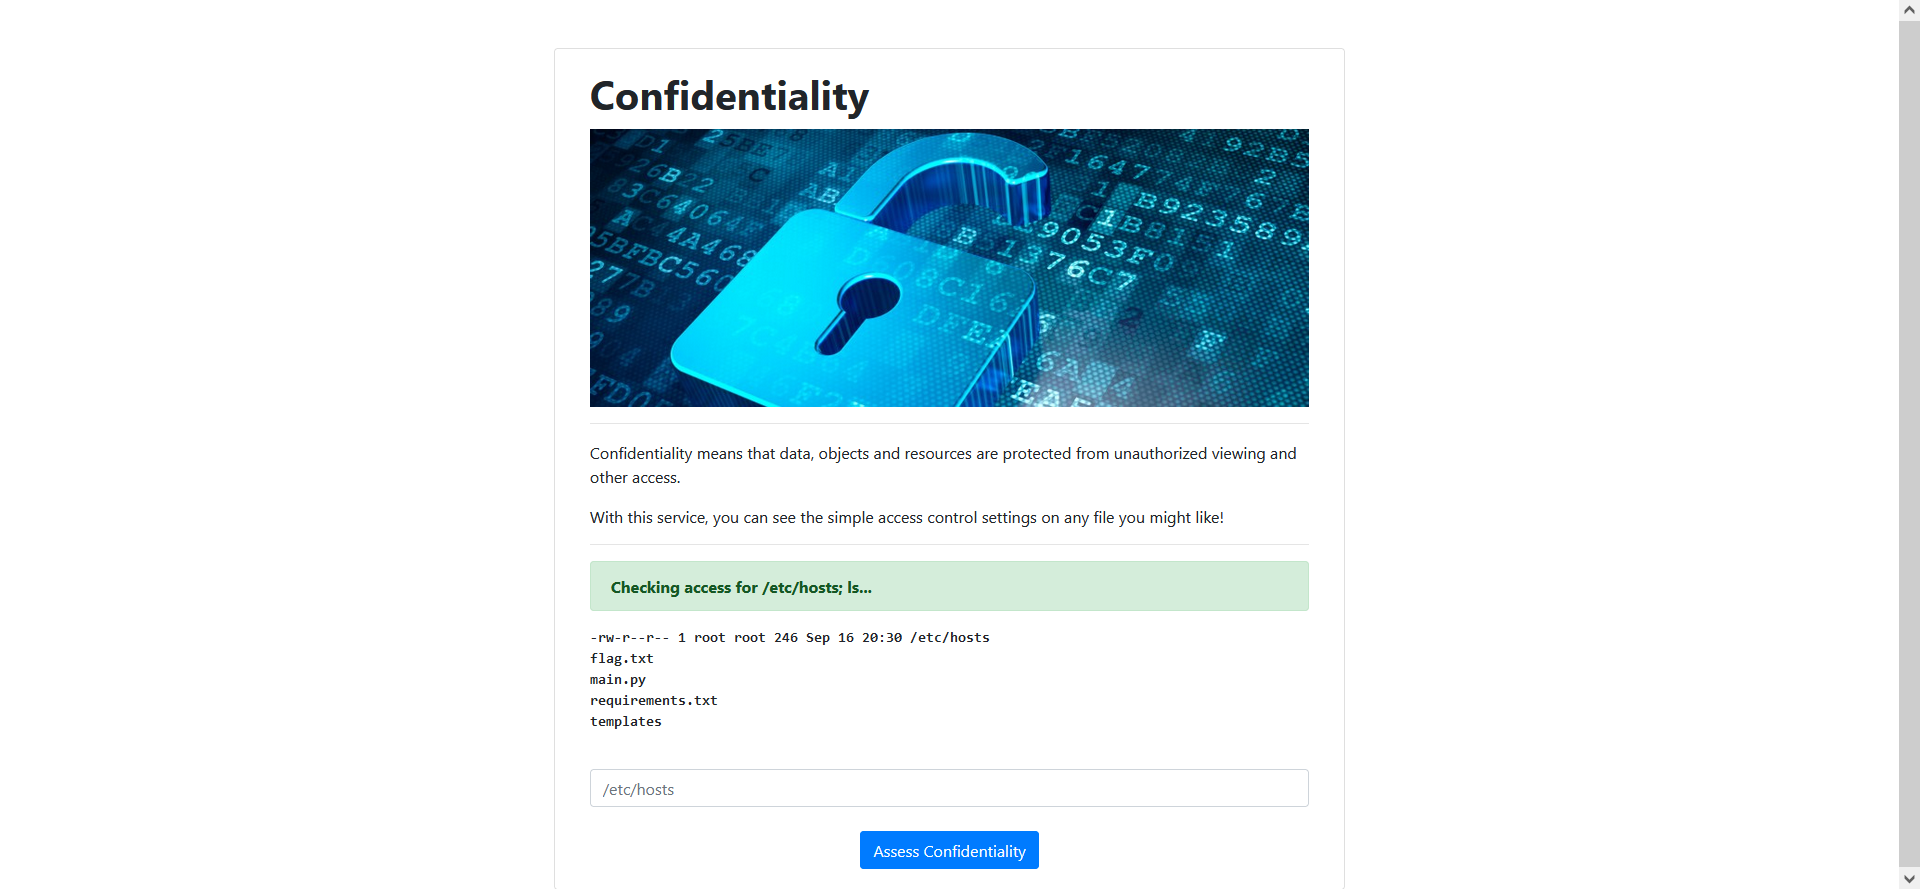 Confidentiality
Confidentiality means that data, objects and resources are protected from unauthorized viewing and
other access.
With this service, you can see the simple access control settings on any file you might like!
Checking access for /etc/hosts; ls...
-rw-r--r-- 1 root root 246 Sep 16 20:30 /etc/hosts
flag.txt
main.py
requirements.txt
templates
/etc/hosts
Assess Confidentiality